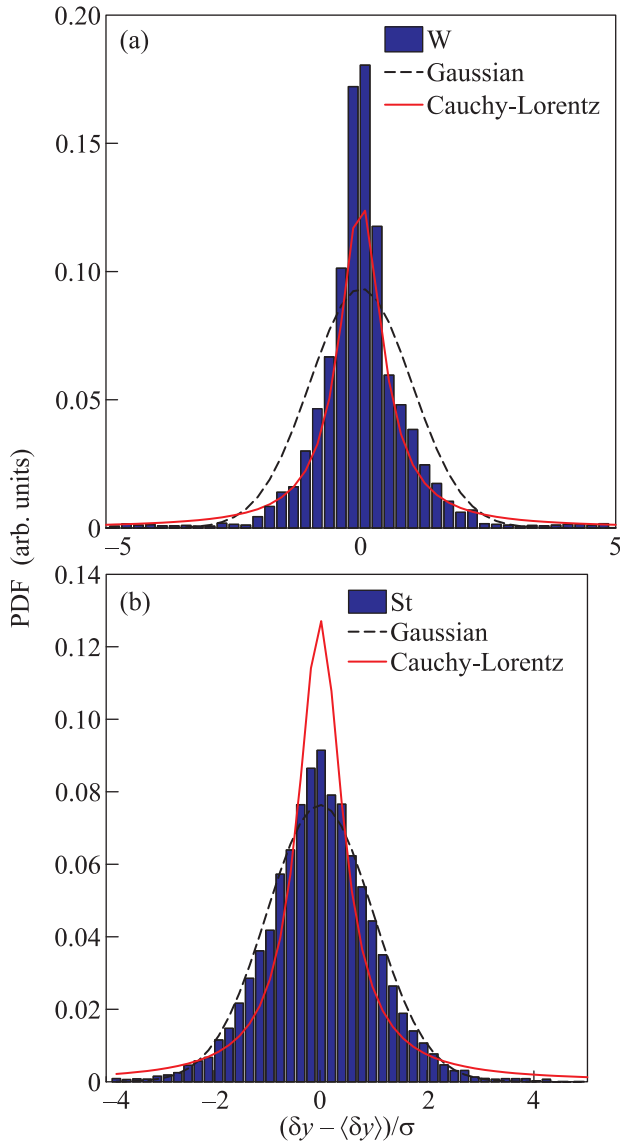 PDF (arb. units)
(a)
W
Gaussian
Cauchy-Lorentz
0.20
0.15
0.10
0.05
0
−5 0 5
(b)
St
Gaussian
Cauchy-Lorentz
0.14
0.12
0.10
0.08
0.06
0.04
0.02
0
−4 −2 0 2 4
(δy – ⟨δy⟩)/σ